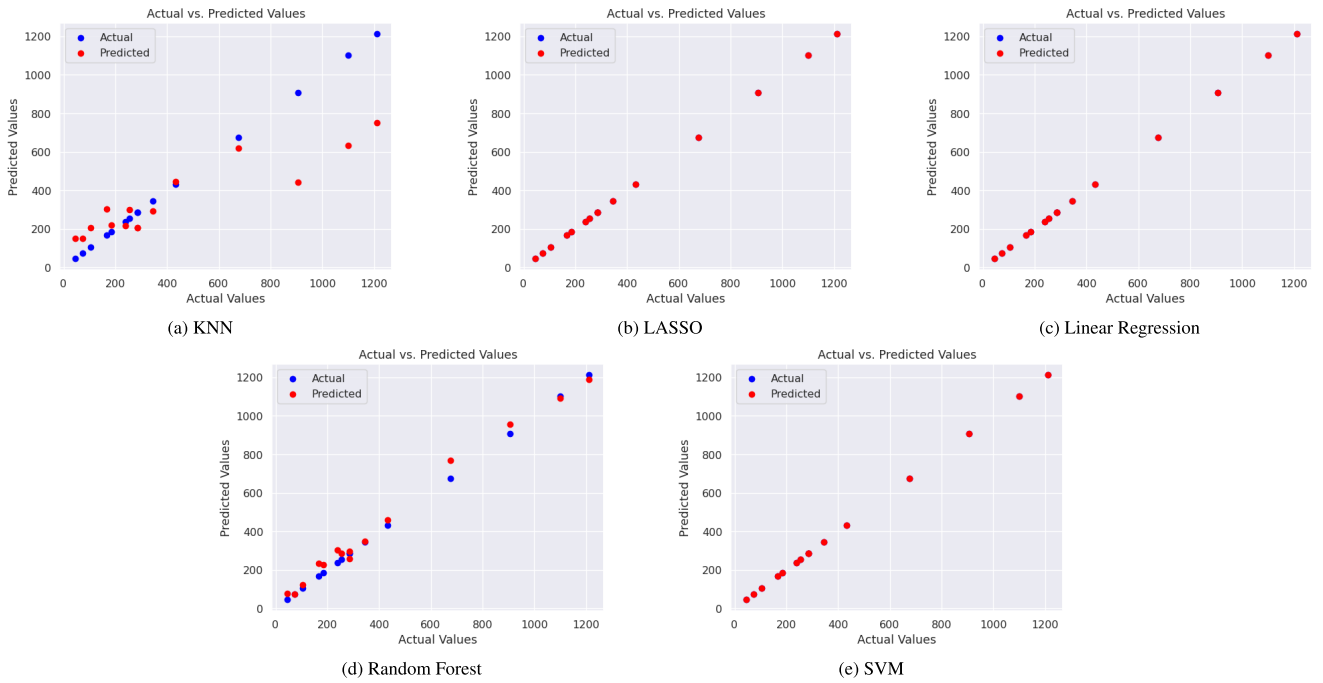 Actual vs. Predicted Values
Actual
Predicted
Predicted Values
1200
1000
800
600
400
200
0
0 200 400 600 800 1000 1200
Actual Values
(a) KNN
Actual vs. Predicted Values
Actual
Predicted
Predicted Values
1200
1000
800
600
400
200
0
0 200 400 600 800 1000 1200
Actual Values
(b) LASSO
Actual vs. Predicted Values
Actual
Predicted
Predicted Values
1200
1000
800
600
400
200
0
0 200 400 600 800 1000 1200
Actual Values
(c) Linear Regression
Actual vs. Predicted Values
Actual
Predicted
Predicted Values
1200
1000
800
600
400
200
0
0 200 400 600 800 1000 1200
Actual Values
(d) Random Forest
Actual vs. Predicted Values
Actual
Predicted
Predicted Values
1200
1000
800
600
400
200
0
0 200 400 600 800 1000 1200
Actual Values
(e) SVM